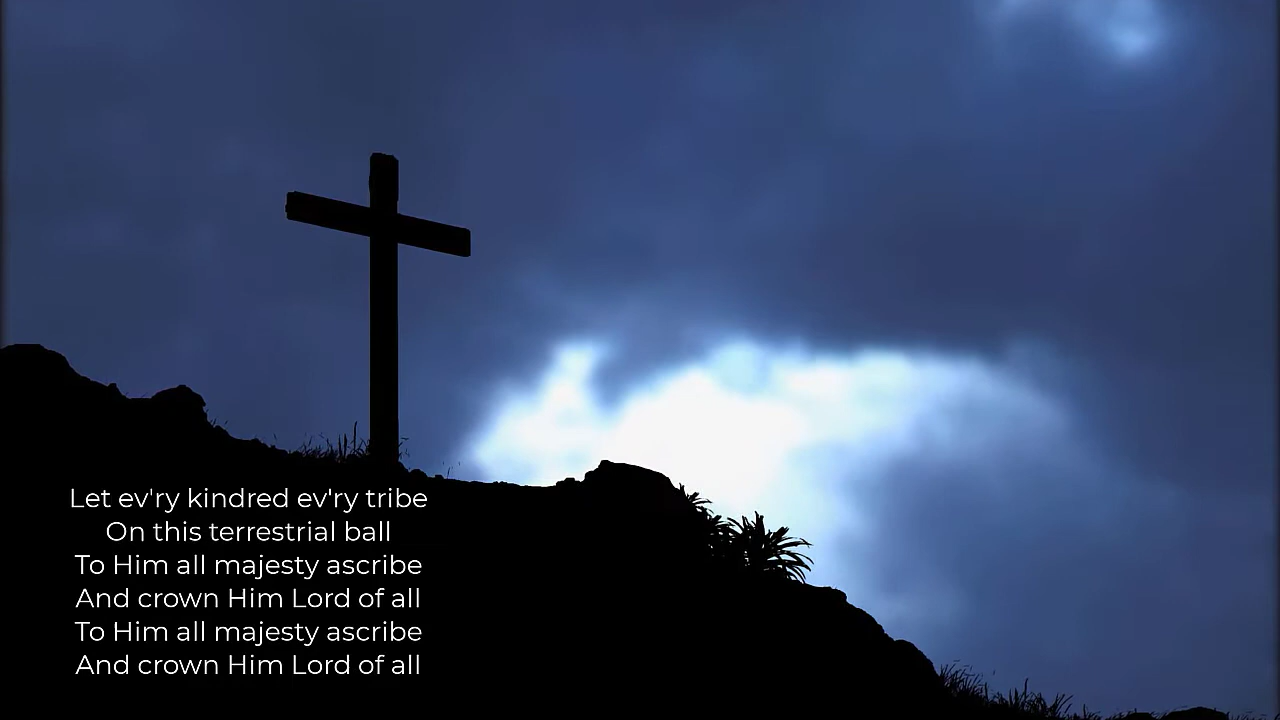 Let ev'ry kindred ev'ry tribe
On this terrestrial ball
To Him all majesty ascribe
And crown Him Lord of all
To Him all majesty ascribe
And crown Him Lord of all